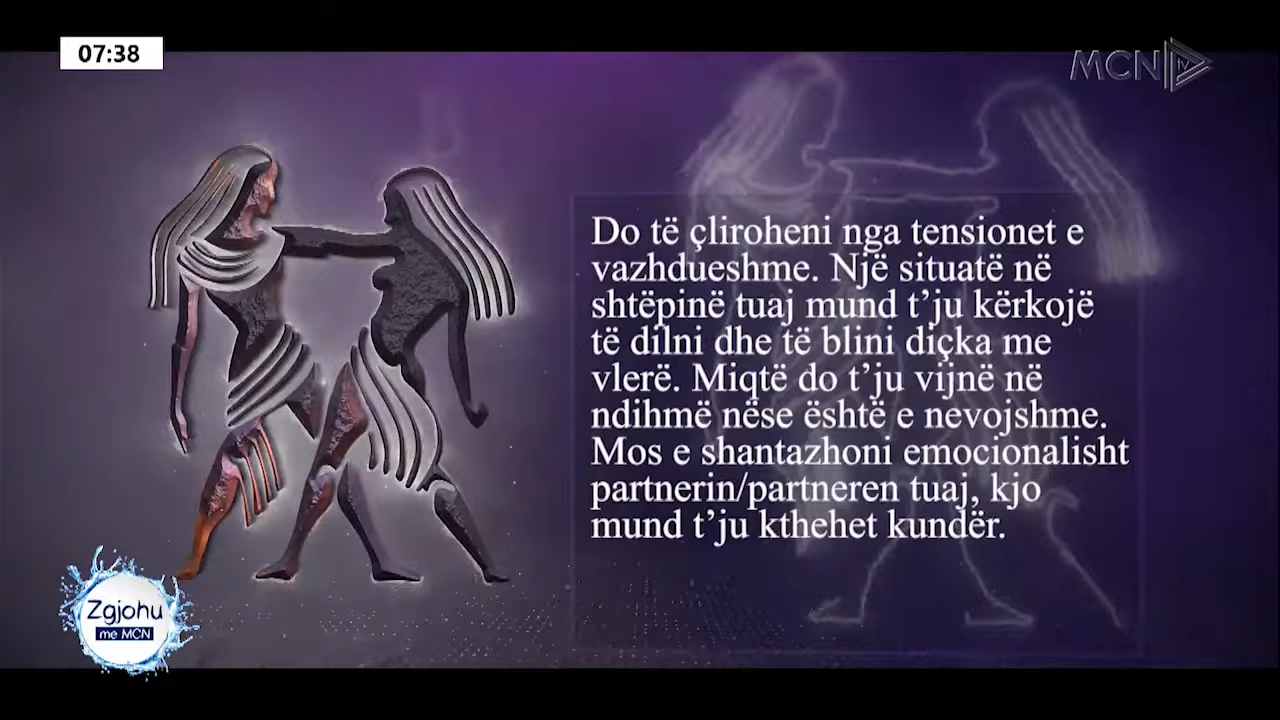 07:38
MCN TV
Do të çliroheni nga tensionet e
vazhdueshme. Një situatë në
shtëpinë tuaj mund t’ju kërkojë
të dilni dhe të blini diçka me
vlerë. Miqtë do t’ju vijnë në
ndihmë nëse është e nevojshme.
Mos e shantazhoni emocionalisht
partnerin/partneren tuaj, kjo
mund t’ju kthehet kundër.
Zgjohu
me MCN